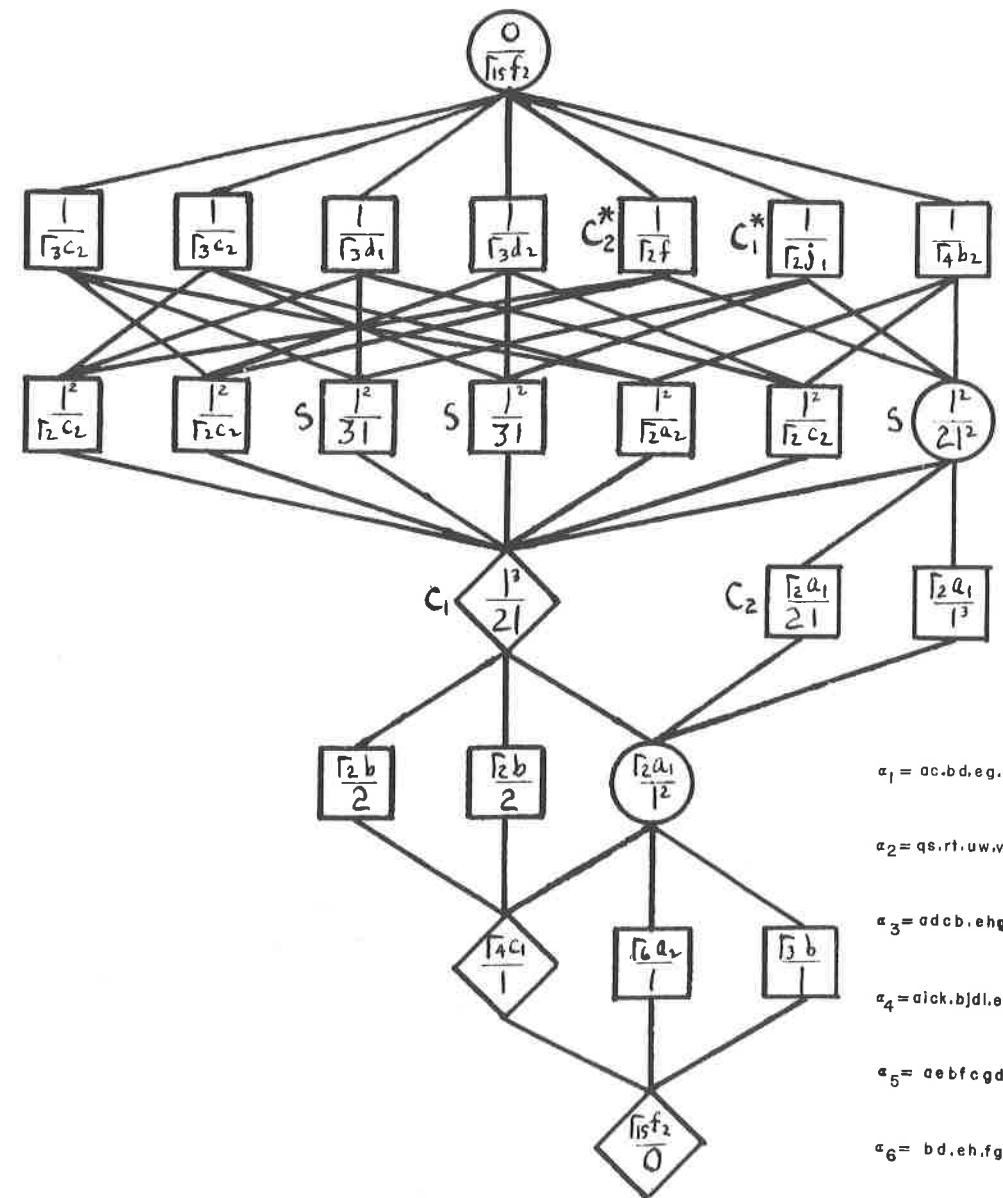 0
Γ₁₅f₂
1 1 1 1 C₂* 1 C₁* 1 1
Γ₃c₂ Γ₃c₂ Γ₃d₁ Γ₃d₂ Γ₂f Γ₂j₁ Γ₄b₂
1² 1² S 1² S 1² 1² 1² S 1²
Γ₂c₂ Γ₂c₂ 31 31 Γ₂a₂ Γ₂c₂ 21²
C₁ 1³ C₂ Γ₂a₁ Γ₂a₁
21 21 1³
Γ₂b Γ₂b Γ₂a₁
2 2 1²
α₁ = ac.bd.eg.
α₂ = qs.rt.uw.v
α₃ = adcb.ehg
Γ₄c₁ Γ₆a₂ Γ₃b
1 1 1
α₄ = aick.bjdl.e
α₅ = aebfcgd
Γ₁₅f₂
0
α₆ = bd.eh.fg